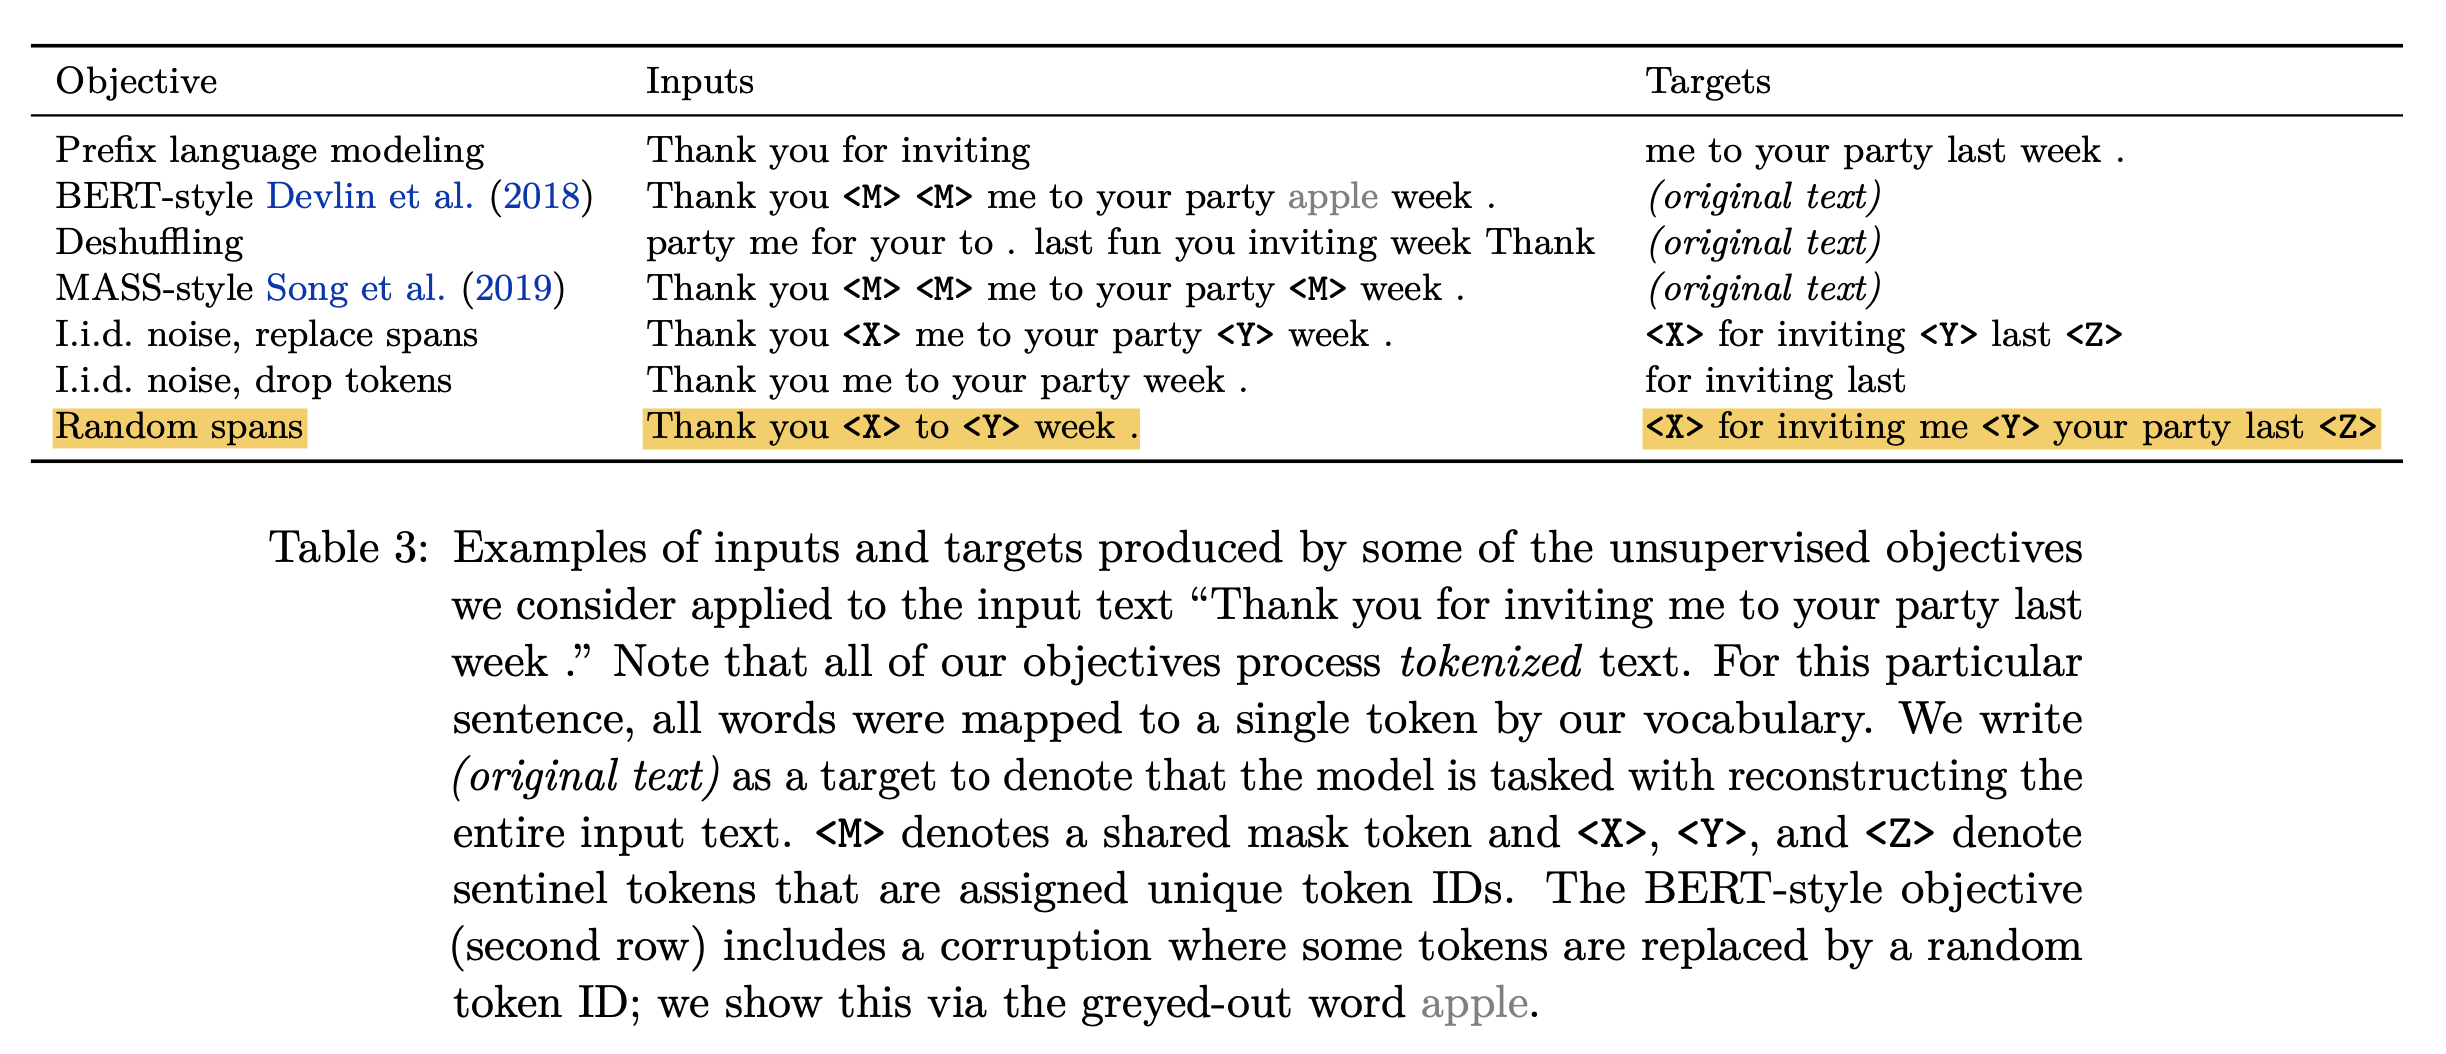 Objective Inputs Targets
Prefix language modeling Thank you for inviting me to your party last week .
BERT-style Devlin et al. (2018) Thank you <M> <M> me to your party apple week . (original text)
Deshuffling party me for your to . last fun you inviting week Thank (original text)
MASS-style Song et al. (2019) Thank you <M> <M> me to your party <M> week . (original text)
I.i.d. noise, replace spans Thank you <X> me to your party <Y> week . <X> for inviting <Y> last <Z>
I.i.d. noise, drop tokens Thank you me to your party week . for inviting last
Random spans Thank you <X> to <Y> week . <X> for inviting me <Y> your party last <Z>
Table 3: Examples of inputs and targets produced by some of the unsupervised objectives
we consider applied to the input text “Thank you for inviting me to your party last
week .” Note that all of our objectives process tokenized text. For this particular
sentence, all words were mapped to a single token by our vocabulary. We write
(original text) as a target to denote that the model is tasked with reconstructing the
entire input text. <M> denotes a shared mask token and <X>, <Y>, and <Z> denote
sentinel tokens that are assigned unique token IDs. The BERT-style objective
(second row) includes a corruption where some tokens are replaced by a random
token ID; we show this via the greyed-out word apple.